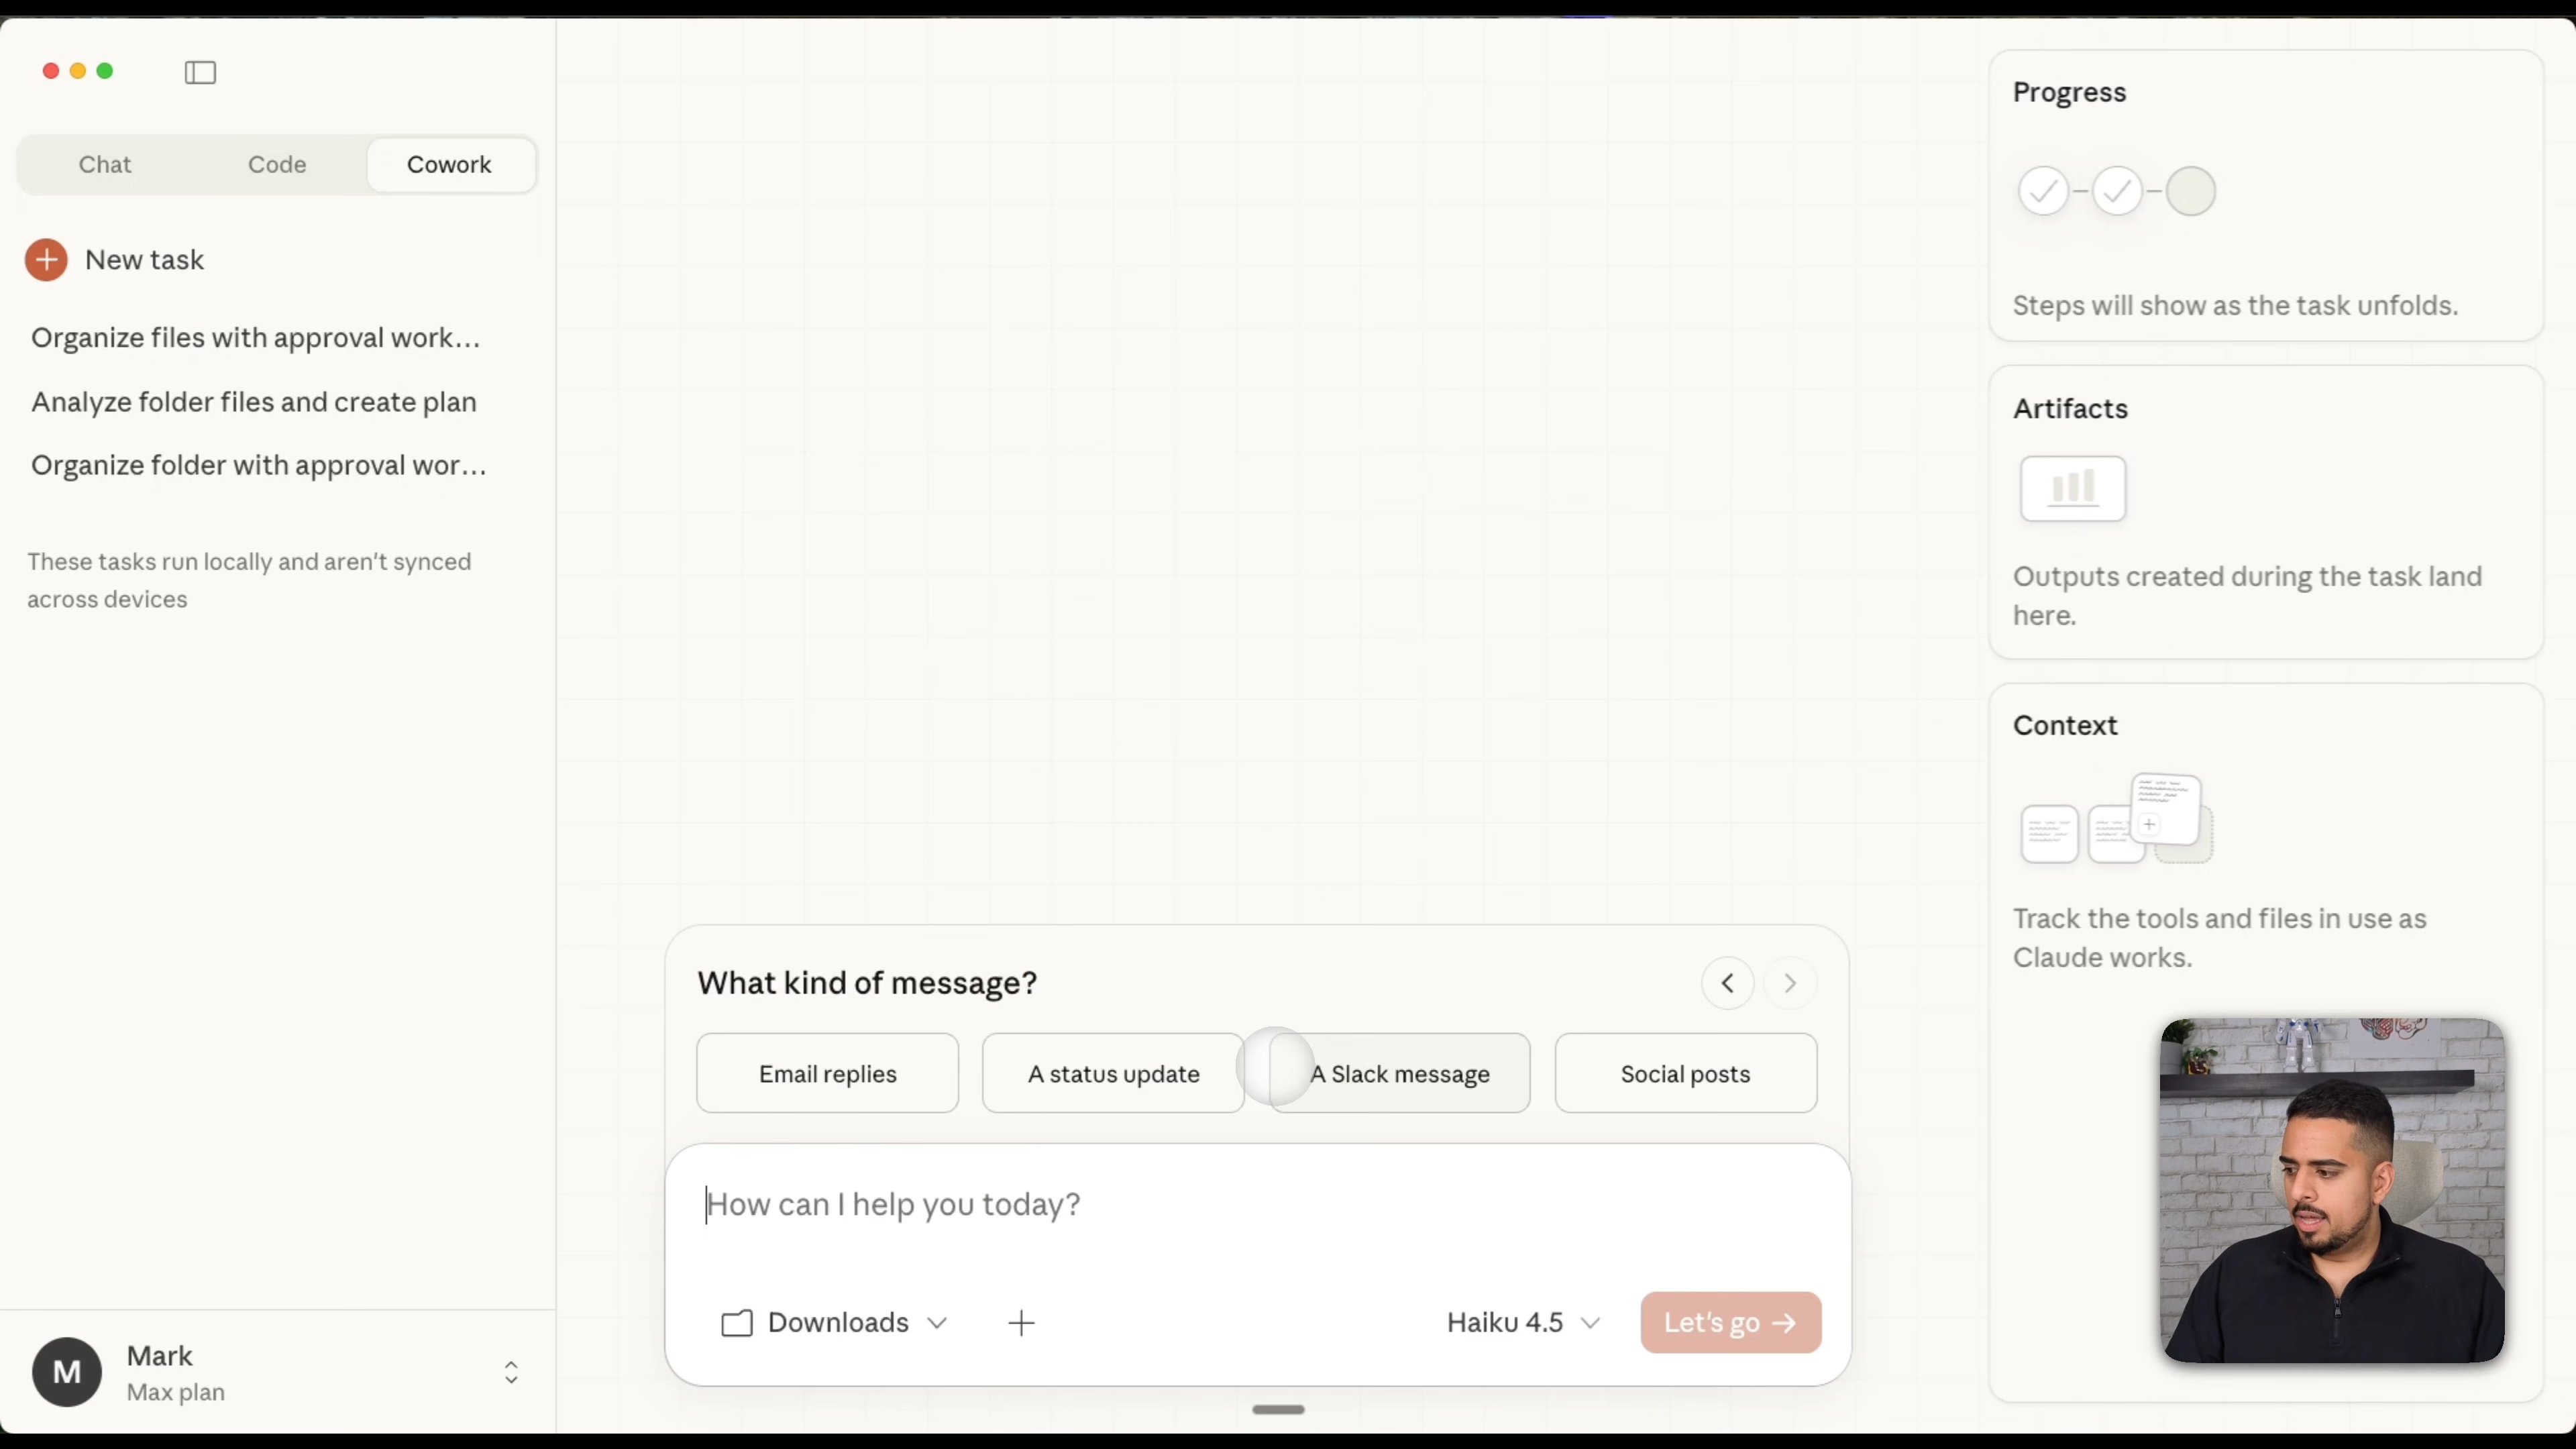 Chat
Code
Cowork
New task
Organize files with approval work...
Analyze folder files and create plan
Organize folder with approval wor...
These tasks run locally and aren't synced
across devices
M
Mark
Max plan
What kind of message?
Email replies
A status update
A Slack message
Social posts
How can I help you today?
Downloads
Haiku 4.5
Let's go
Progress
Steps will show as the task unfolds.
Artifacts
Outputs created during the task land
here.
Context
Track the tools and files in use as
Claude works.